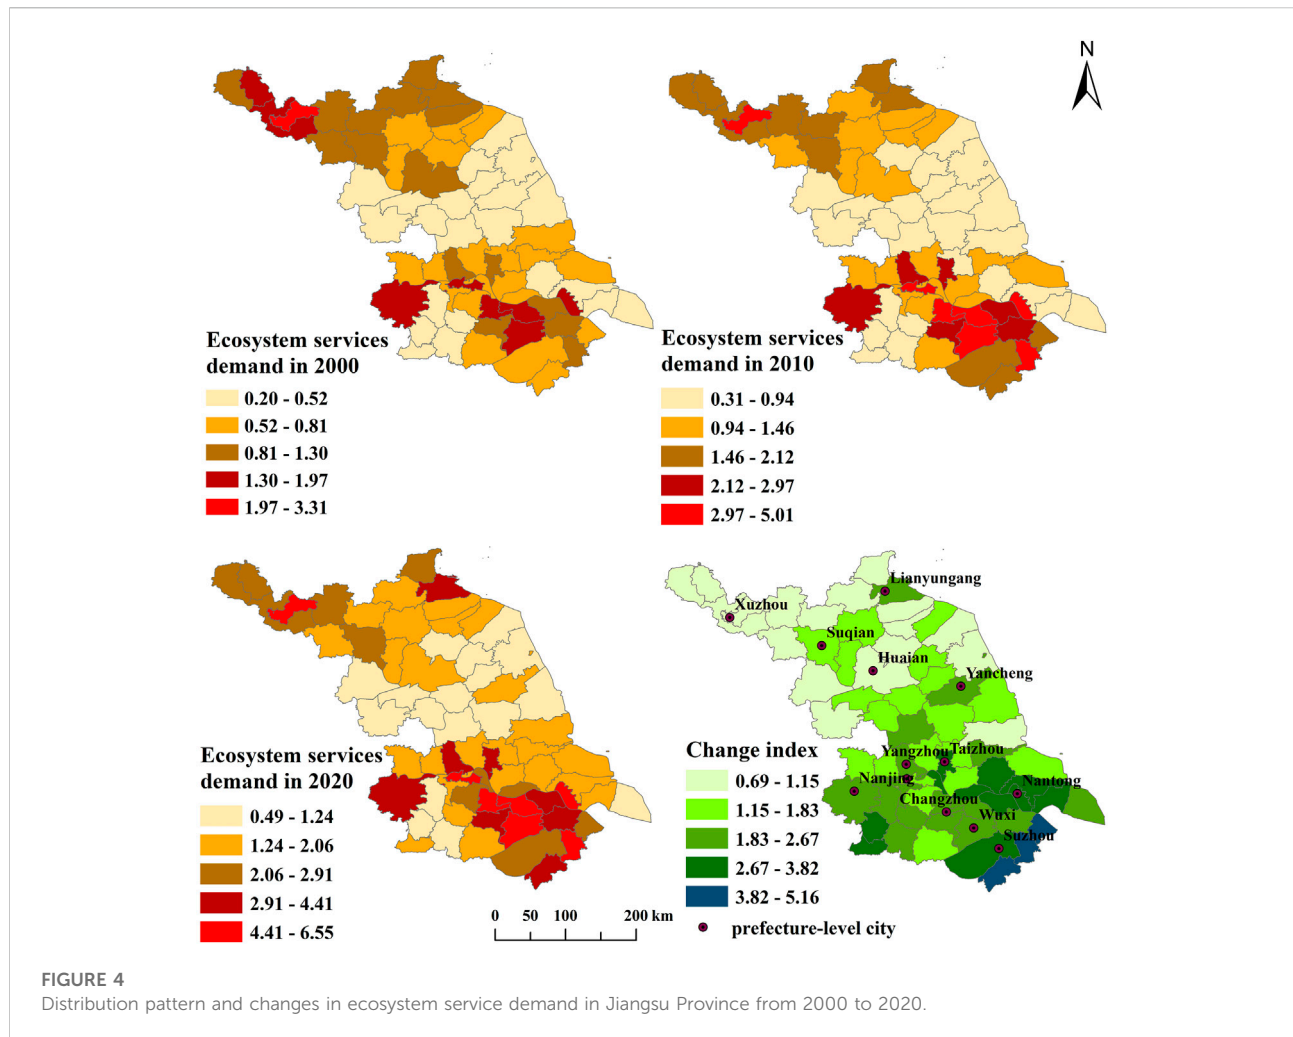 N
Ecosystem services
demand in 2000
0.20 - 0.52
0.52 - 0.81
0.81 - 1.30
1.30 - 1.97
1.97 - 3.31
Ecosystem services
demand in 2010
0.31 - 0.94
0.94 - 1.46
1.46 - 2.12
2.12 - 2.97
2.97 - 5.01
Ecosystem services
demand in 2020
0.49 - 1.24
1.24 - 2.06
2.06 - 2.91
2.91 - 4.41
4.41 - 6.55
0 50 100 200 km
Lianyungang
Xuzhou
Suqian
Huaian
Yancheng
Yangzhou
Taizhou
Nanjing
Nantong
Changzhou
Wuxi
Suzhou
Change index
0.69 - 1.15
1.15 - 1.83
1.83 - 2.67
2.67 - 3.82
3.82 - 5.16
prefecture-level city
FIGURE 4
Distribution pattern and changes in ecosystem service demand in Jiangsu Province from 2000 to 2020.